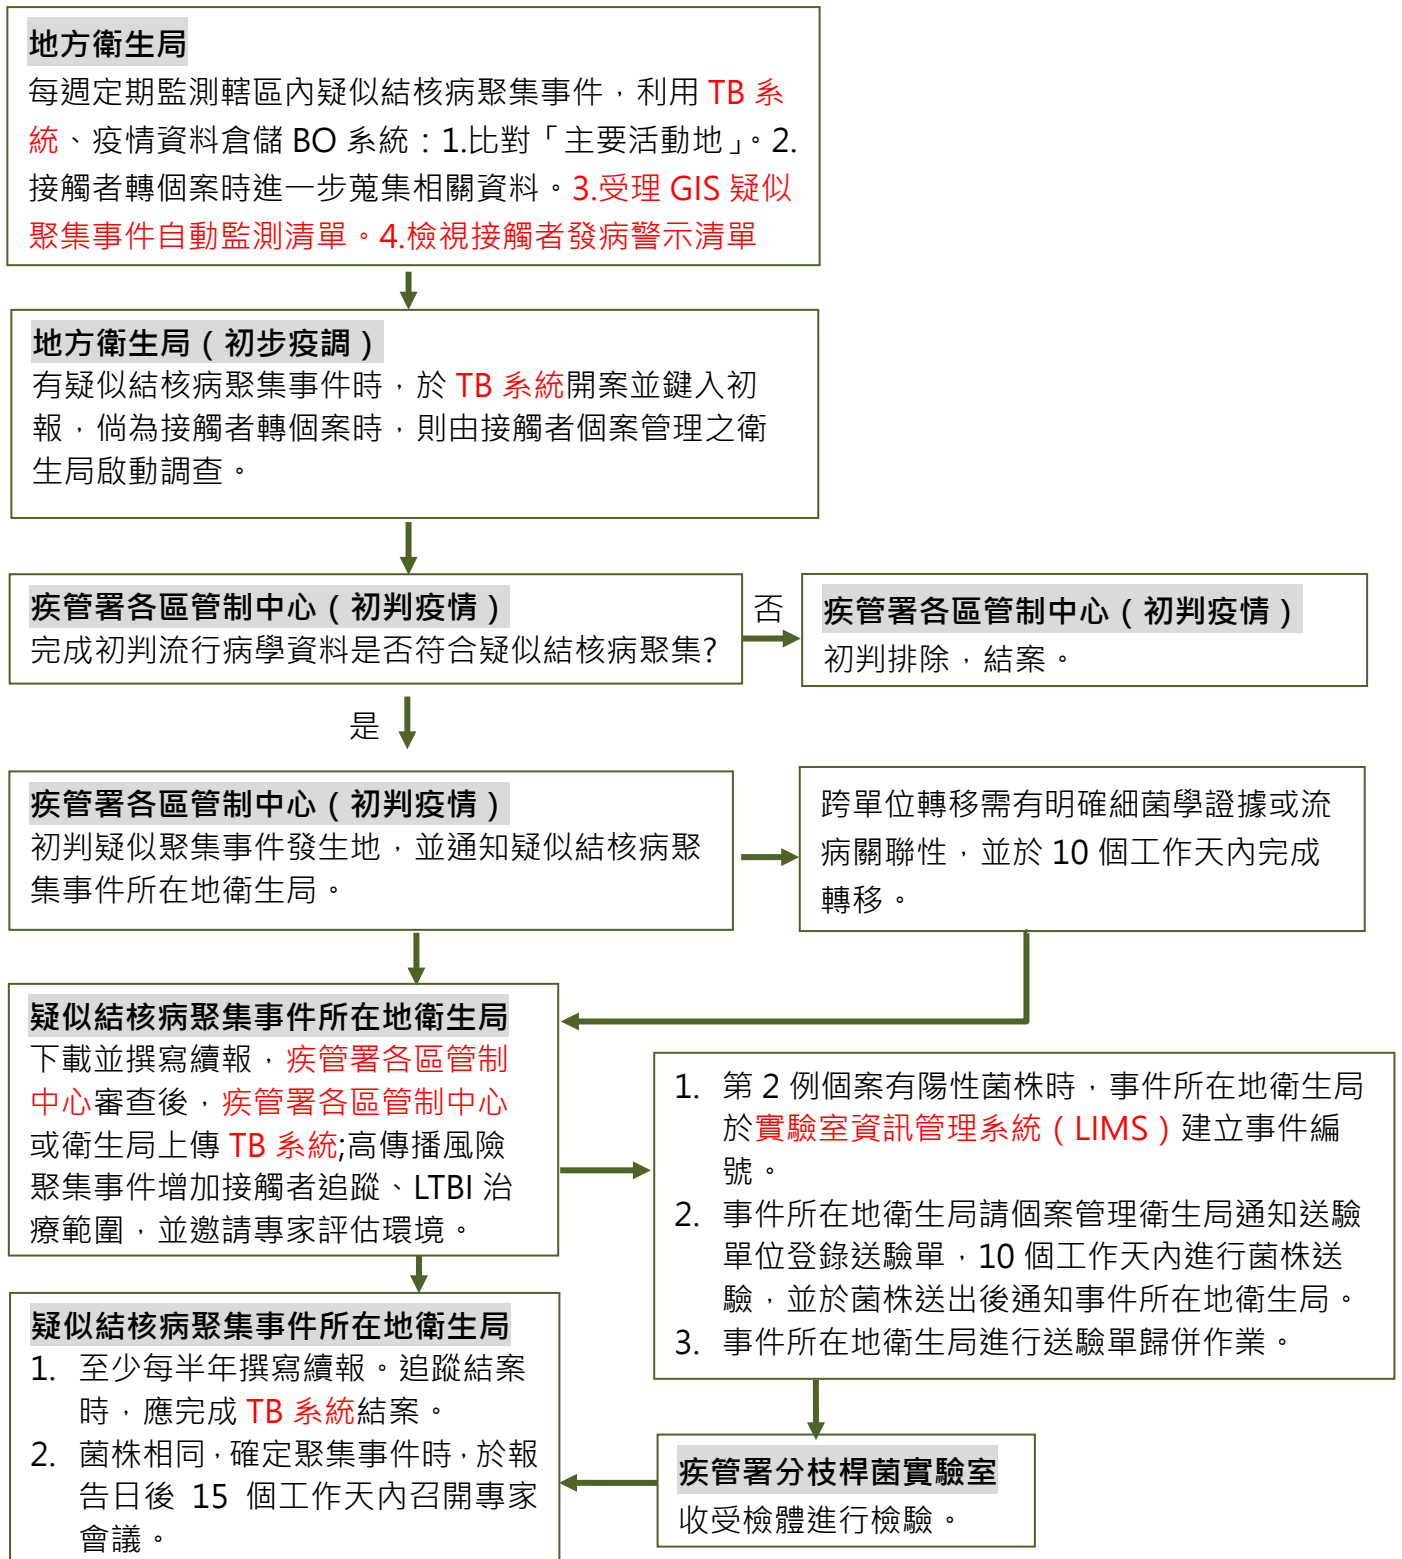 地方衛生局
每週定期監測轄區內疑似結核病聚集事件，利用 TB 系
統、疫情資料倉儲 BO 系統：1.比對「主要活動地」。2.
接觸者轉個案時進一步蒐集相關資料。3.受理 GIS 疑似
聚集事件自動監測清單。4.檢視接觸者發病警示清單
地方衛生局（初步疫調）
有疑似結核病聚集事件時，於 TB 系統開案並鍵入初
報，倘為接觸者轉個案時，則由接觸者個案管理之衛
生局啟動調查。
疾管署各區管制中心（初判疫情）
完成初判流行病學資料是否符合疑似結核病聚集?
否
疾管署各區管制中心（初判疫情）
初判排除，結案。
是
疾管署各區管制中心（初判疫情）
初判疑似聚集事件發生地，並通知疑似結核病聚
集事件所在地衛生局。
跨單位轉移需有明確細菌學證據或流
病關聯性，並於 10 個工作天內完成
轉移。
疑似結核病聚集事件所在地衛生局
下載並撰寫續報，疾管署各區管制
中心審查後，疾管署各區管制中心
或衛生局上傳 TB 系統;高傳播風險
聚集事件增加接觸者追蹤、LTBI 治
療範圍，並邀請專家評估環境。
1. 第 2 例個案有陽性菌株時，事件所在地衛生局
於實驗室資訊管理系統（LIMS）建立事件編
號。
2. 事件所在地衛生局請個案管理衛生局通知送驗
單位登錄送驗單，10 個工作天內進行菌株送
驗，並於菌株送出後通知事件所在地衛生局。
3. 事件所在地衛生局進行送驗單歸併作業。
疑似結核病聚集事件所在地衛生局
1. 至少每半年撰寫續報。追蹤結案
時，應完成 TB 系統結案。
2. 菌株相同，確定聚集事件時，於報
告日後 15 個工作天內召開專家
會議。
疾管署分枝桿菌實驗室
收受檢體進行檢驗。